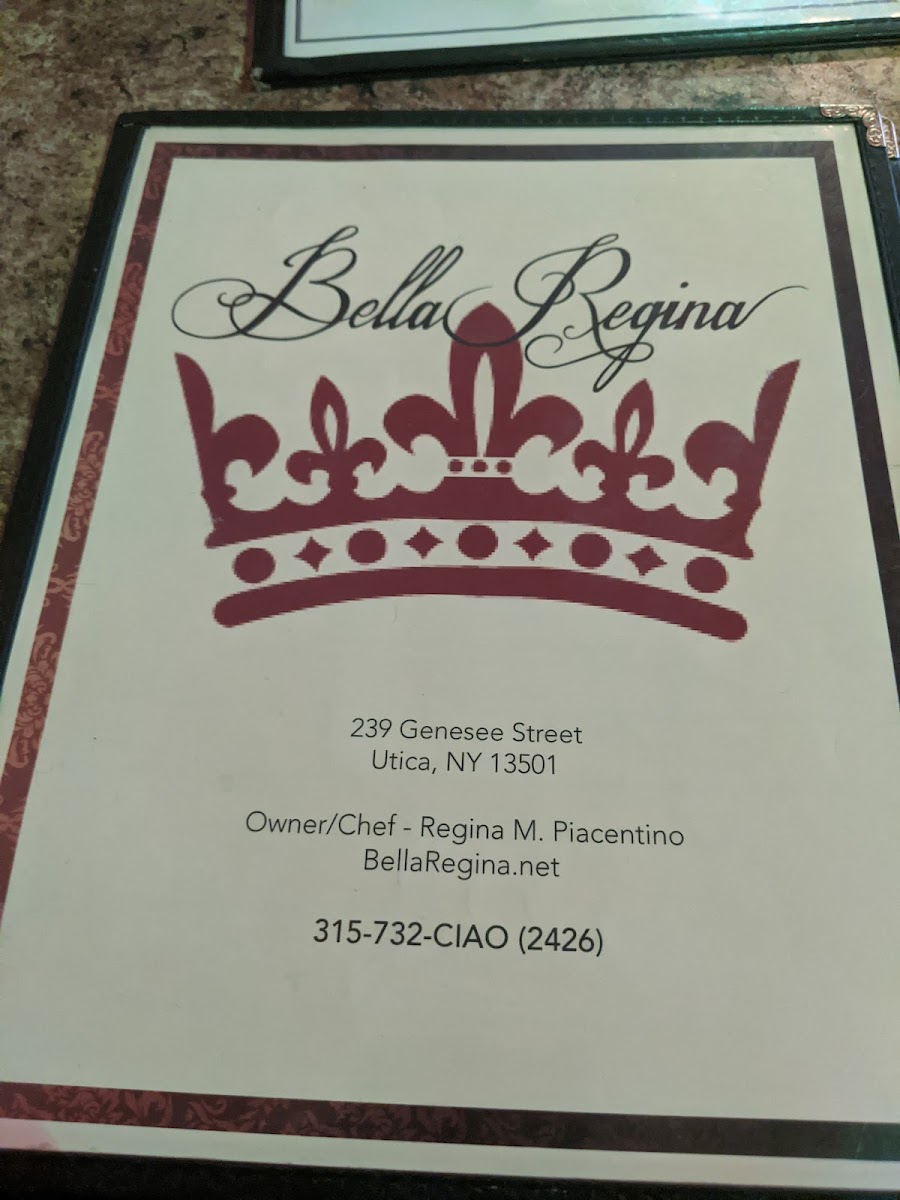 Bella Regina
239 Genesee Street
Utica, NY 13501
Owner/Chef - Regina M. Piacentino
BellaRegina.net
315-732-CIAO (2426)